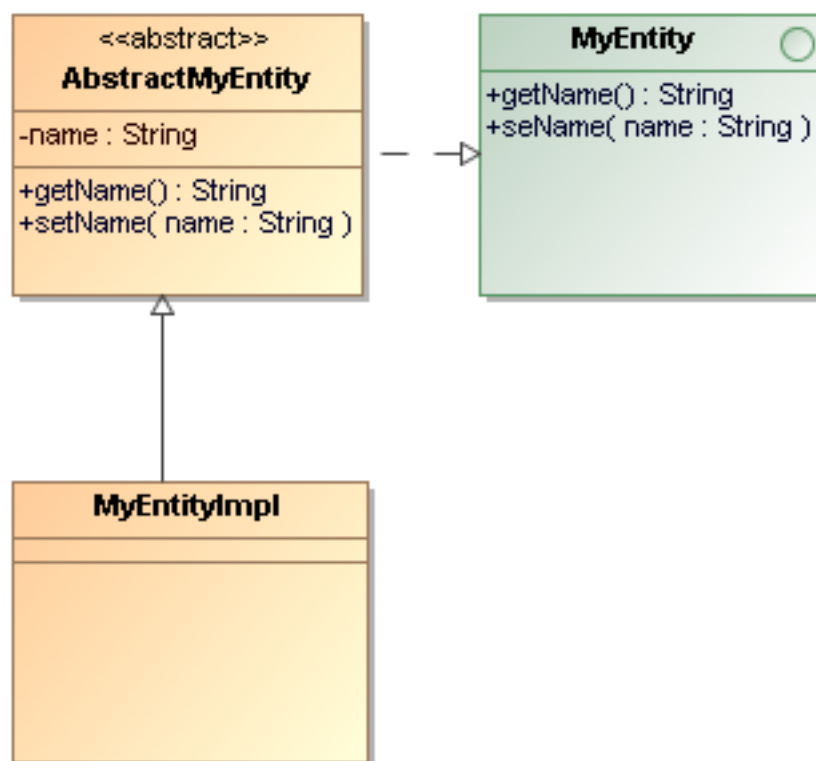 <<abstract>>
AbstractMyEntity
-name : String
+getName() : String
+setName( name : String )
MyEntity
+getName() : String
+seName( name : String )
MyEntityImpl